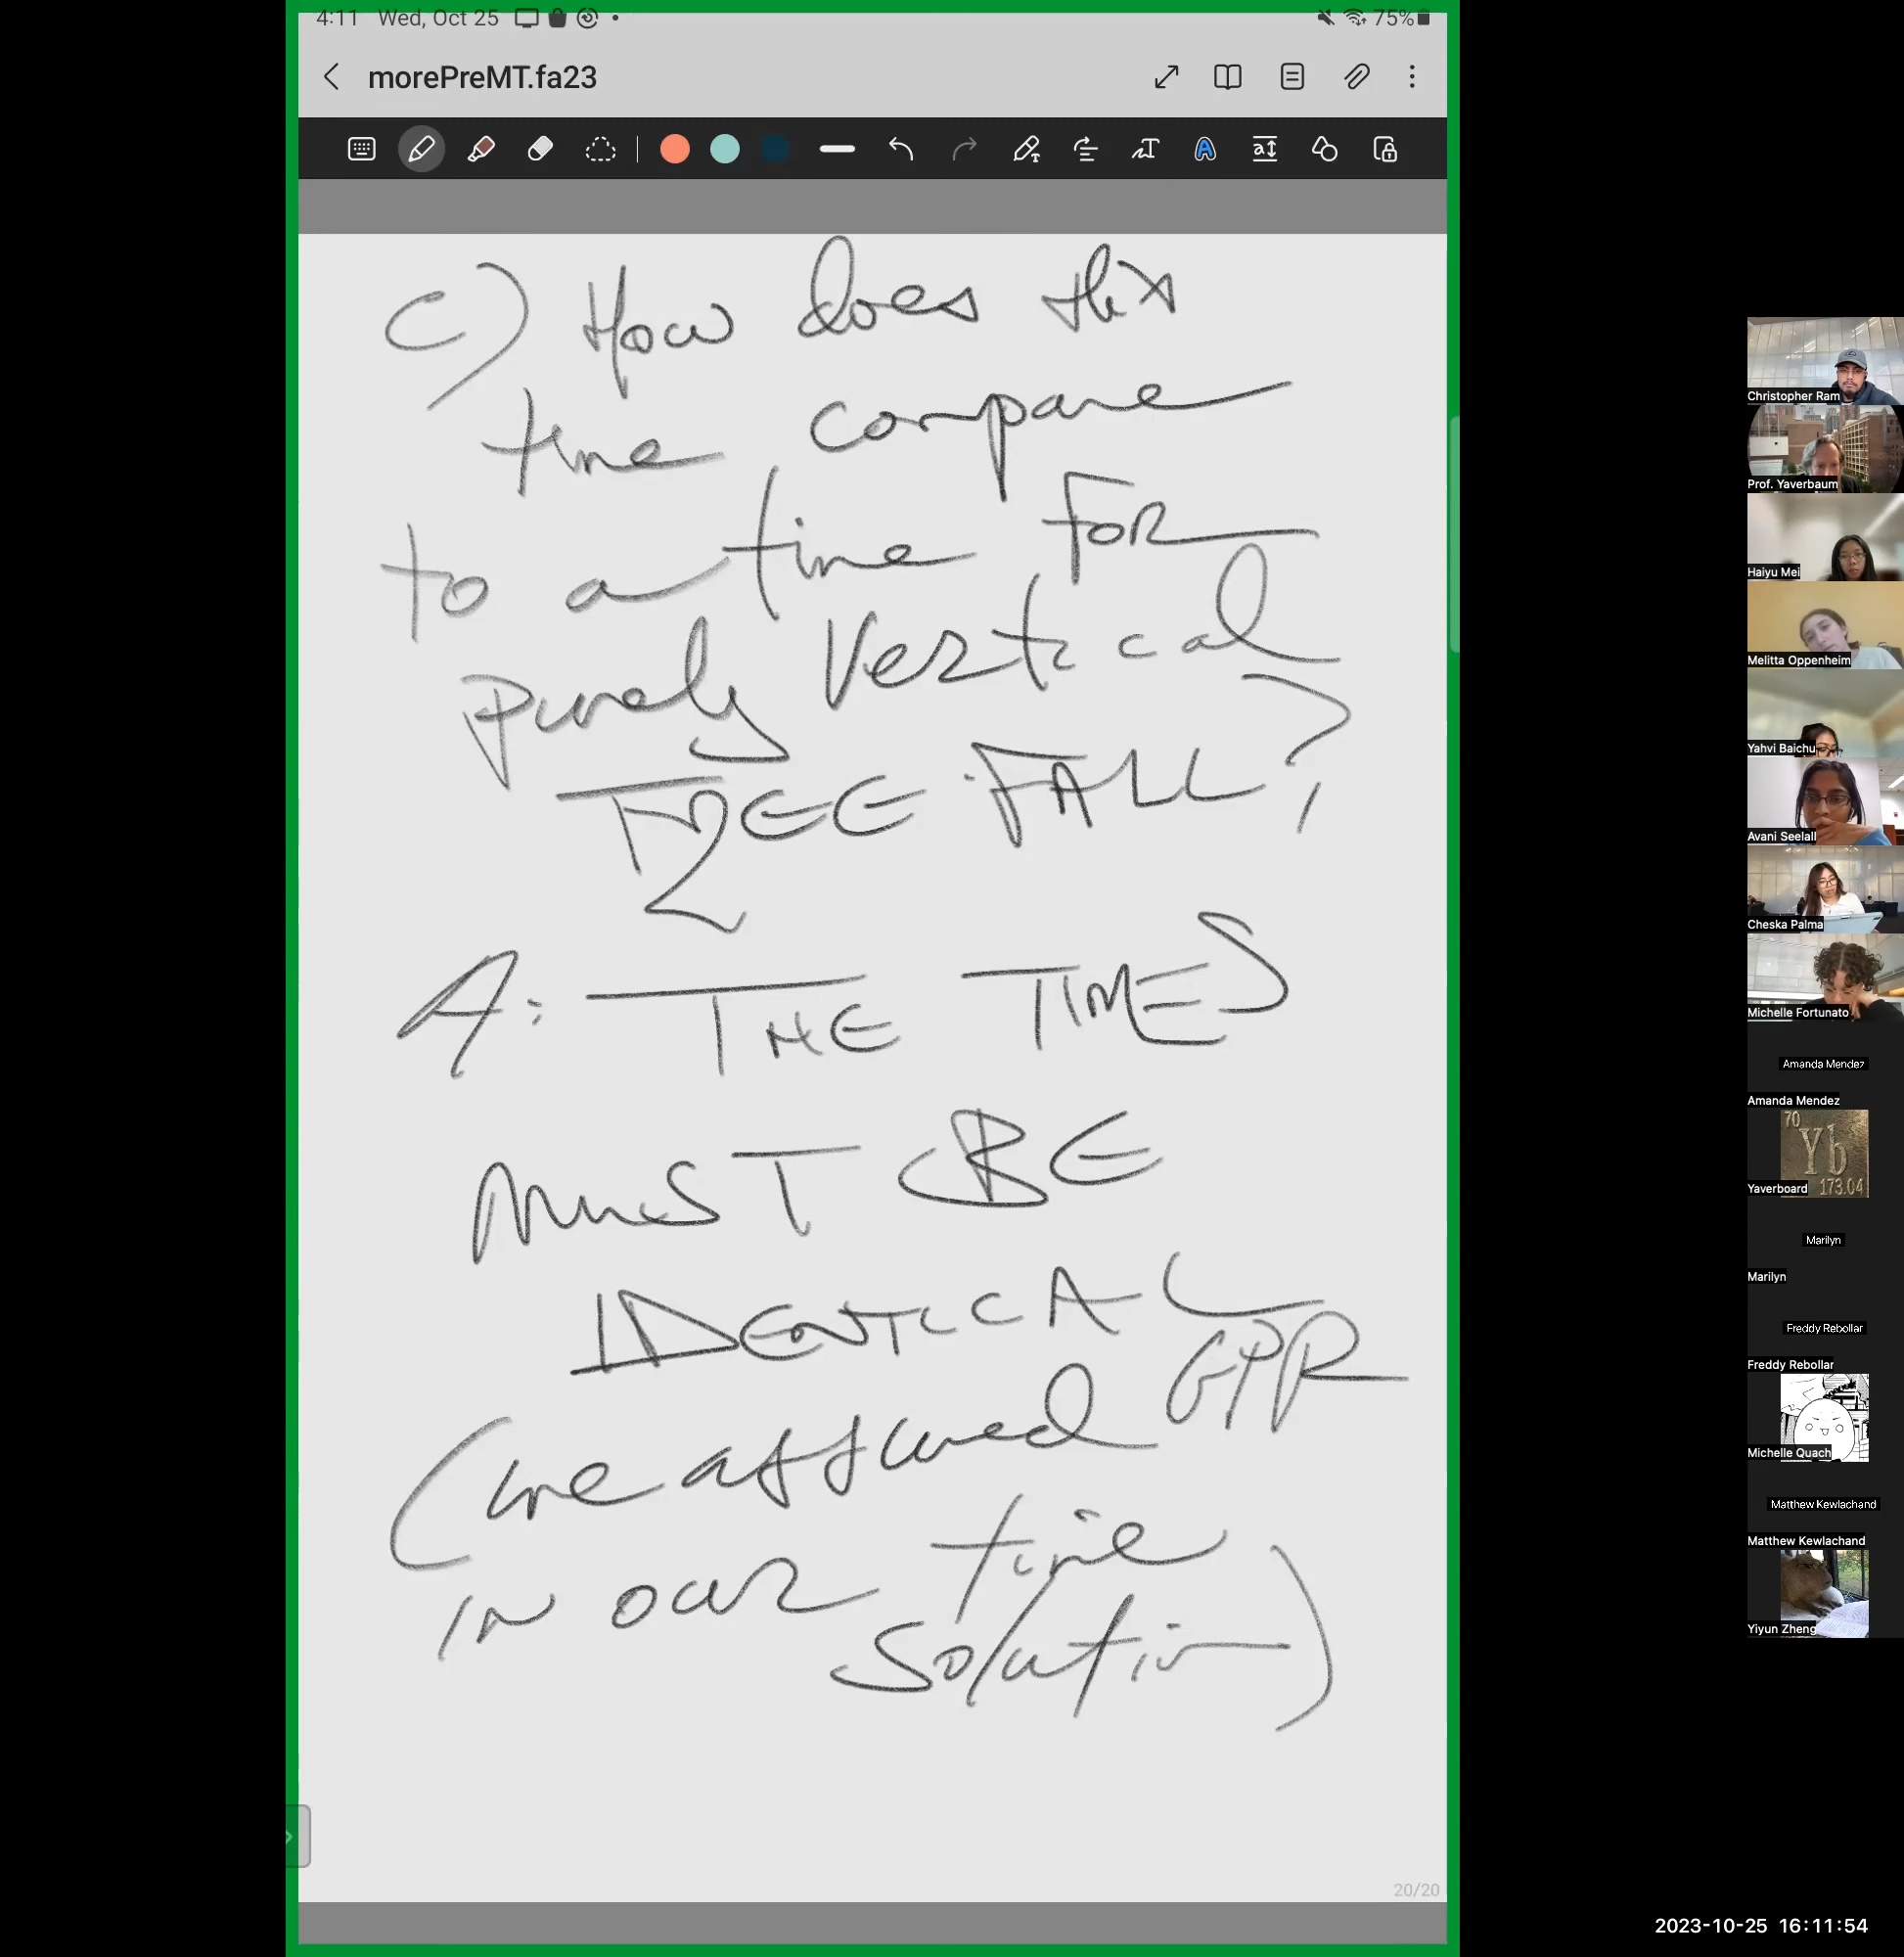 4:11 Wed, Oct 25
75%
morePreMT.fa23
C) How does this
time compare
to a time FOR
purely Vertical
FREE-FALL?
A: THE TIMES
MUST BE
IDENTICAL
(we assumed GPR
IN our time
solution)
20/20
Christopher Ram
Prof. Yaverbaum
Haiyu Mei
Melitta Oppenheim
Yahvi Baichu
Avani Seelall
Cheska Palma
Michelle Fortunato
Amanda Mendez
Amanda Mendez
70
Yb
173.04
Yaverboard
Marilyn
Marilyn
Freddy Rebollar
Freddy Rebollar
Michelle Quach
Matthew Kewlachand
Matthew Kewlachand
Yiyun Zheng
2023-10-25 16:11:54